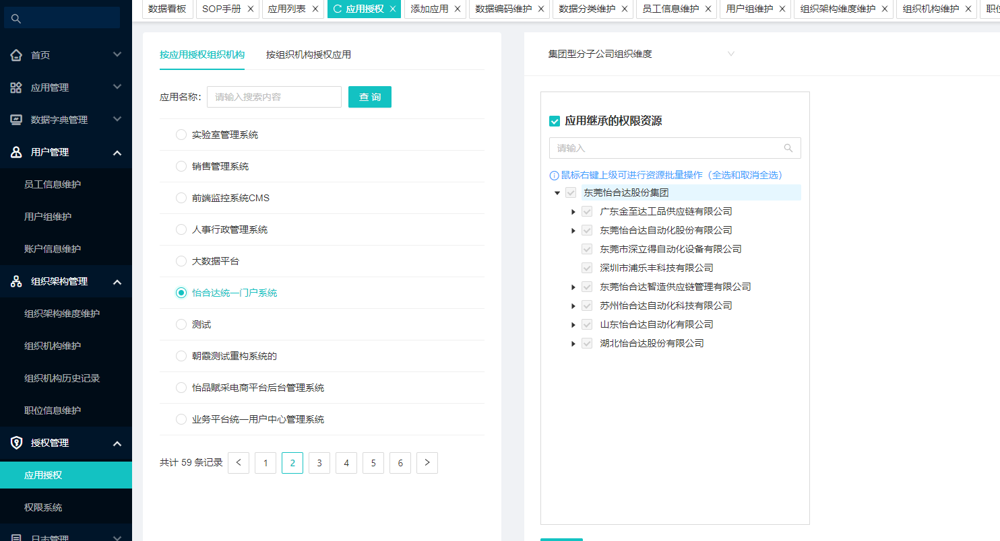 数据看板
SOP手册
应用列表
应用授权
添加应用
数据编码维护
数据分类维护
员工信息维护
用户组维护
组织架构维度维护
组织机构维护
职位
首页
应用管理
数据字典管理
用户管理
员工信息维护
用户组维护
账户信息维护
组织架构管理
组织架构维度维护
组织机构维护
组织机构历史记录
职位信息维护
授权管理
应用授权
权限系统
日志管理
按应用授权组织机构
按组织机构授权应用
应用名称：
请输入搜索内容
查 询
实验室管理系统
销售管理系统
前端监控系统CMS
人事行政管理系统
大数据平台
怡合达统一门户系统
测试
朝霞测试重构系统的
怡品赋采电商平台后台管理系统
业务平台统一用户中心管理系统
共计 59 条记录
1
2
3
4
5
6
集团型分子公司组织维度
应用继承的权限资源
请输入
鼠标右键上级可进行资源批量操作（全选和取消全选）
东莞怡合达股份集团
广东金至达工品供应链有限公司
东莞怡合达自动化股份有限公司
东莞市深立得自动化设备有限公司
深圳市浦乐丰科技有限公司
东莞怡合达智造供应链管理有限公司
苏州怡合达自动化科技有限公司
山东怡合达自动化有限公司
湖北怡合达股份有限公司